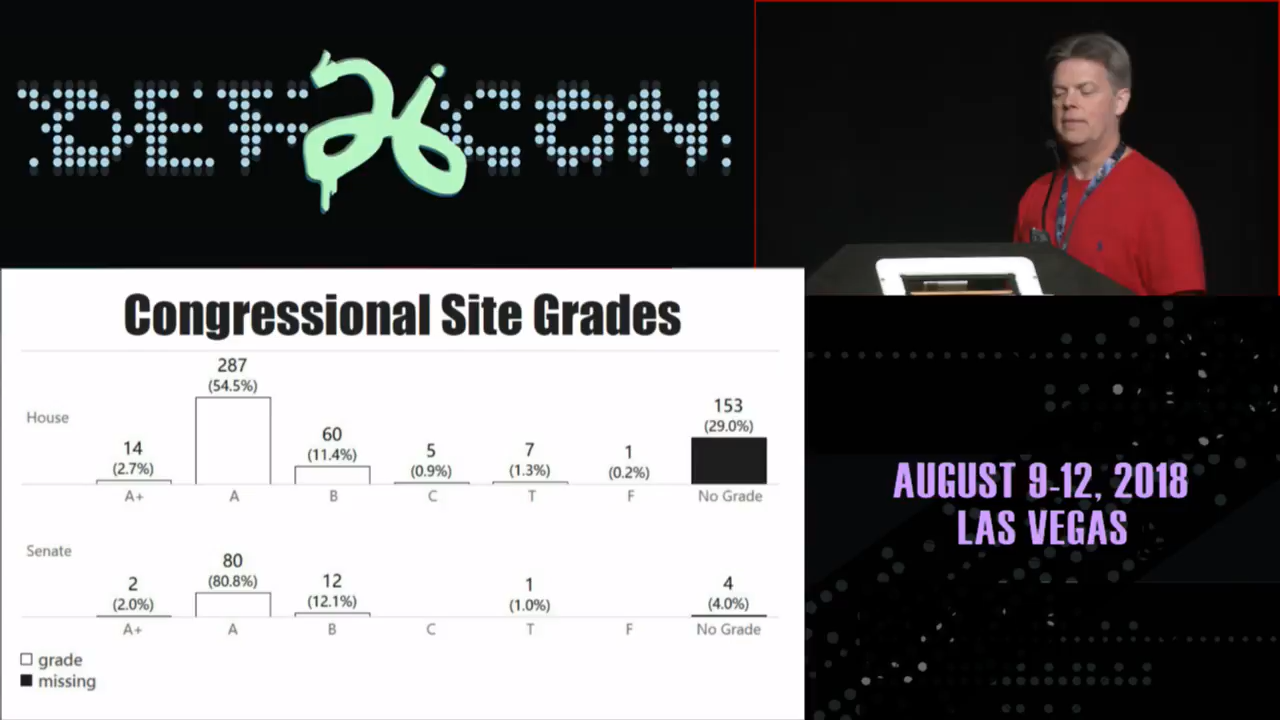 DEF CON 26
Congressional Site Grades
House
14
(2.7%)
287
(54.5%)
60
(11.4%)
5
(0.9%)
7
(1.3%)
1
(0.2%)
153
(29.0%)
A+ A B C T F No Grade
Senate
2
(2.0%)
80
(80.8%)
12
(12.1%)
1
(1.0%)
4
(4.0%)
A+ A B C T F No Grade
grade
missing
AUGUST 9-12, 2018
LAS VEGAS